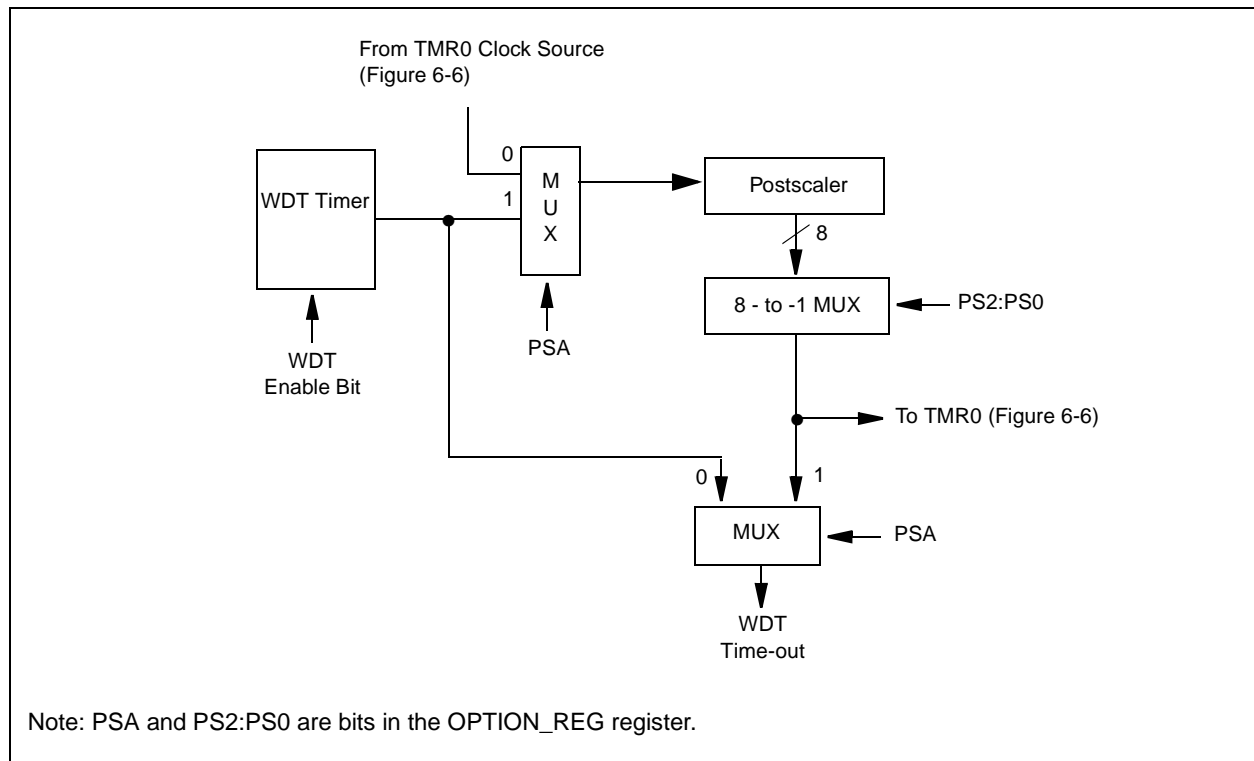 From TMR0 Clock Source
(Figure 6-6)
0
1
M
U
X
WDT Timer
Postscaler
8
8 - to -1 MUX
PS2:PS0
PSA
WDT
Enable Bit
To TMR0 (Figure 6-6)
0
1
MUX
PSA
WDT
Time-out
Note: PSA and PS2:PS0 are bits in the OPTION_REG register.